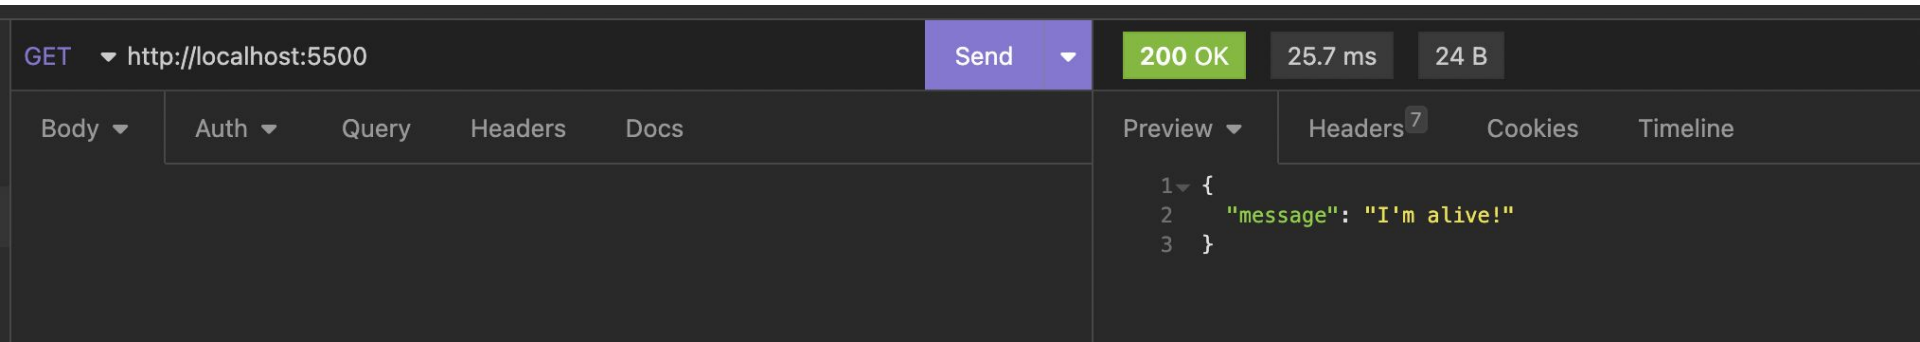 GET http://localhost:5500 Send 200 OK 25.7 ms 24 B
Body Auth Query Headers Docs Preview Headers 7 Cookies Timeline
1 {
2 "message": "I'm alive!"
3 }